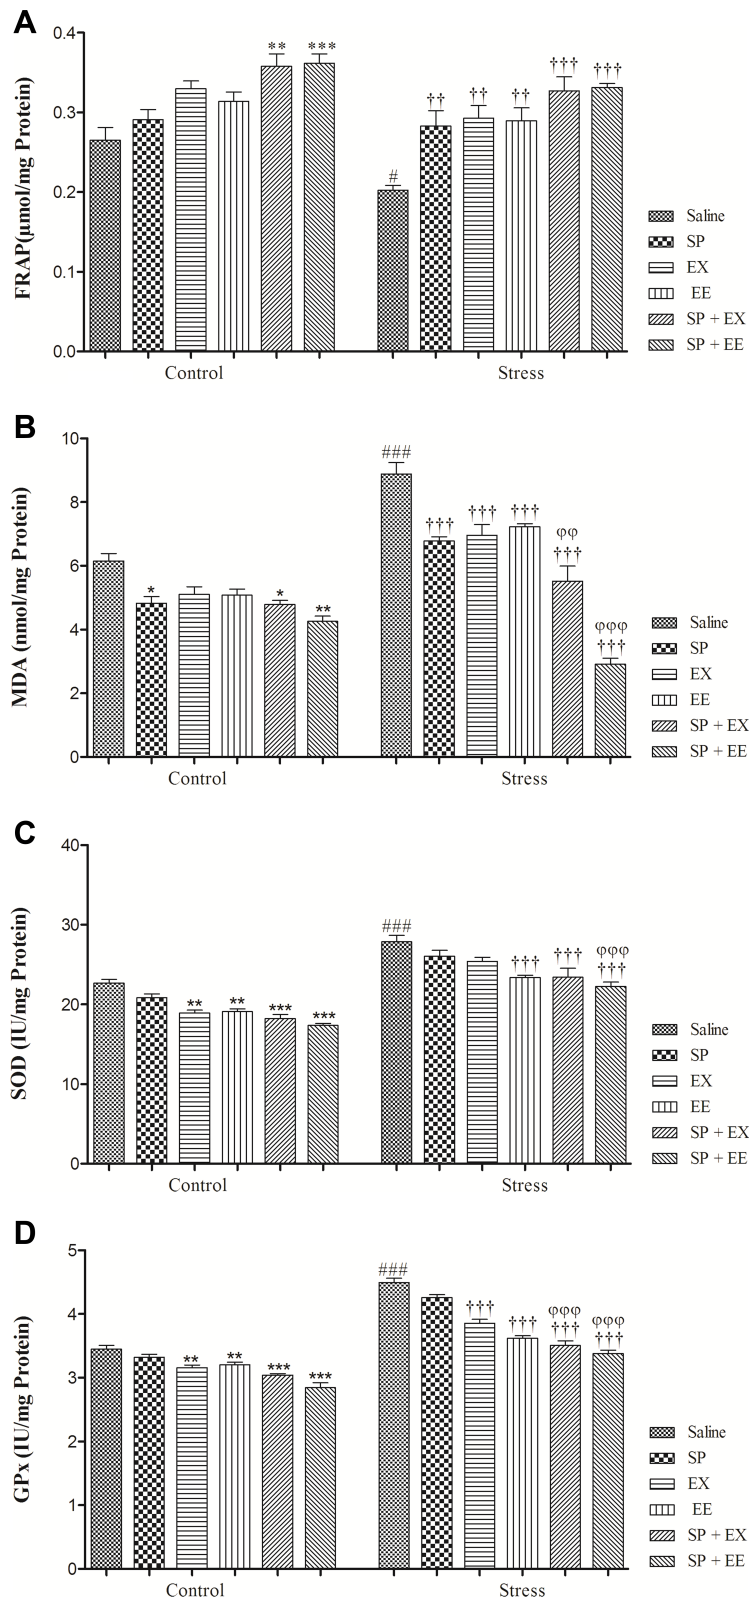 A
FRAP(µmol/mg Protein)
0.4
0.3
0.2
0.1
0.0
** ***
#
†† †† †† ††† †††
Control Stress
Saline
SP
EX
EE
SP + EX
SP + EE
B
MDA (nmol/mg Protein)
10
8
6
4
2
0
* * **
###
††† ††† †††
φφ
†††
φφφ
†††
Control Stress
Saline
SP
EX
EE
SP + EX
SP + EE
C
SOD (IU/mg Protein)
40
30
20
10
0
** ** *** ***
###
††† †††
φφφ
†††
Control Stress
Saline
SP
EX
EE
SP + EX
SP + EE
D
GPx (IU/mg Protein)
5
4
3
2
1
0
** ** *** ***
###
††† †††
φφφ
†††
φφφ
†††
Control Stress
Saline
SP
EX
EE
SP + EX
SP + EE